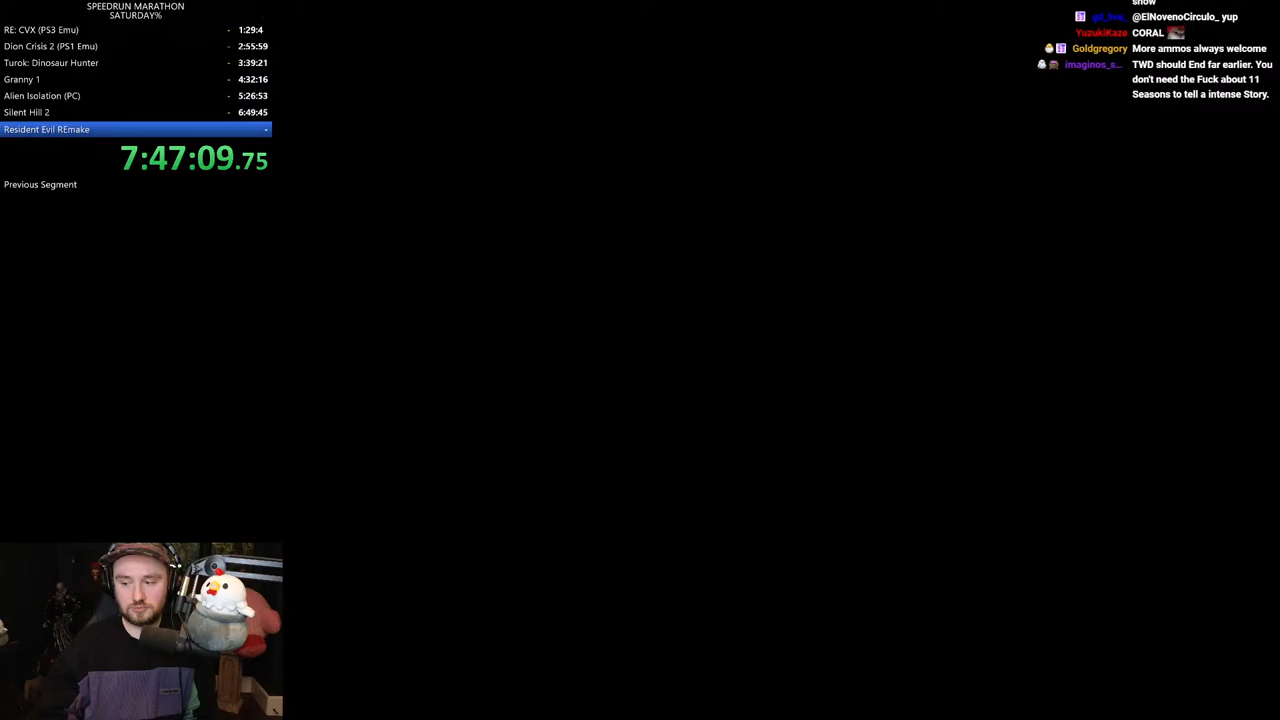 SPEEDRUN MARATHON
SATURDAY%
RE: CVX (PS3 Emu) - 1:29:4
Dion Crisis 2 (PS1 Emu) - 2:55:59
Turok: Dinosaur Hunter - 3:39:21
Granny 1 - 4:32:16
Alien Isolation (PC) - 5:26:53
Silent Hill 2 - 6:49:45
Resident Evil REmake -
7:47:09.75
Previous Segment
show
@ElNovenoCirculo_ yup
YuzukiKaze CORAL
Goldgregory More ammos always welcome
imaginos_s... TWD should End far earlier. You
don't need the Fuck about 11
Seasons to tell a intense Story.